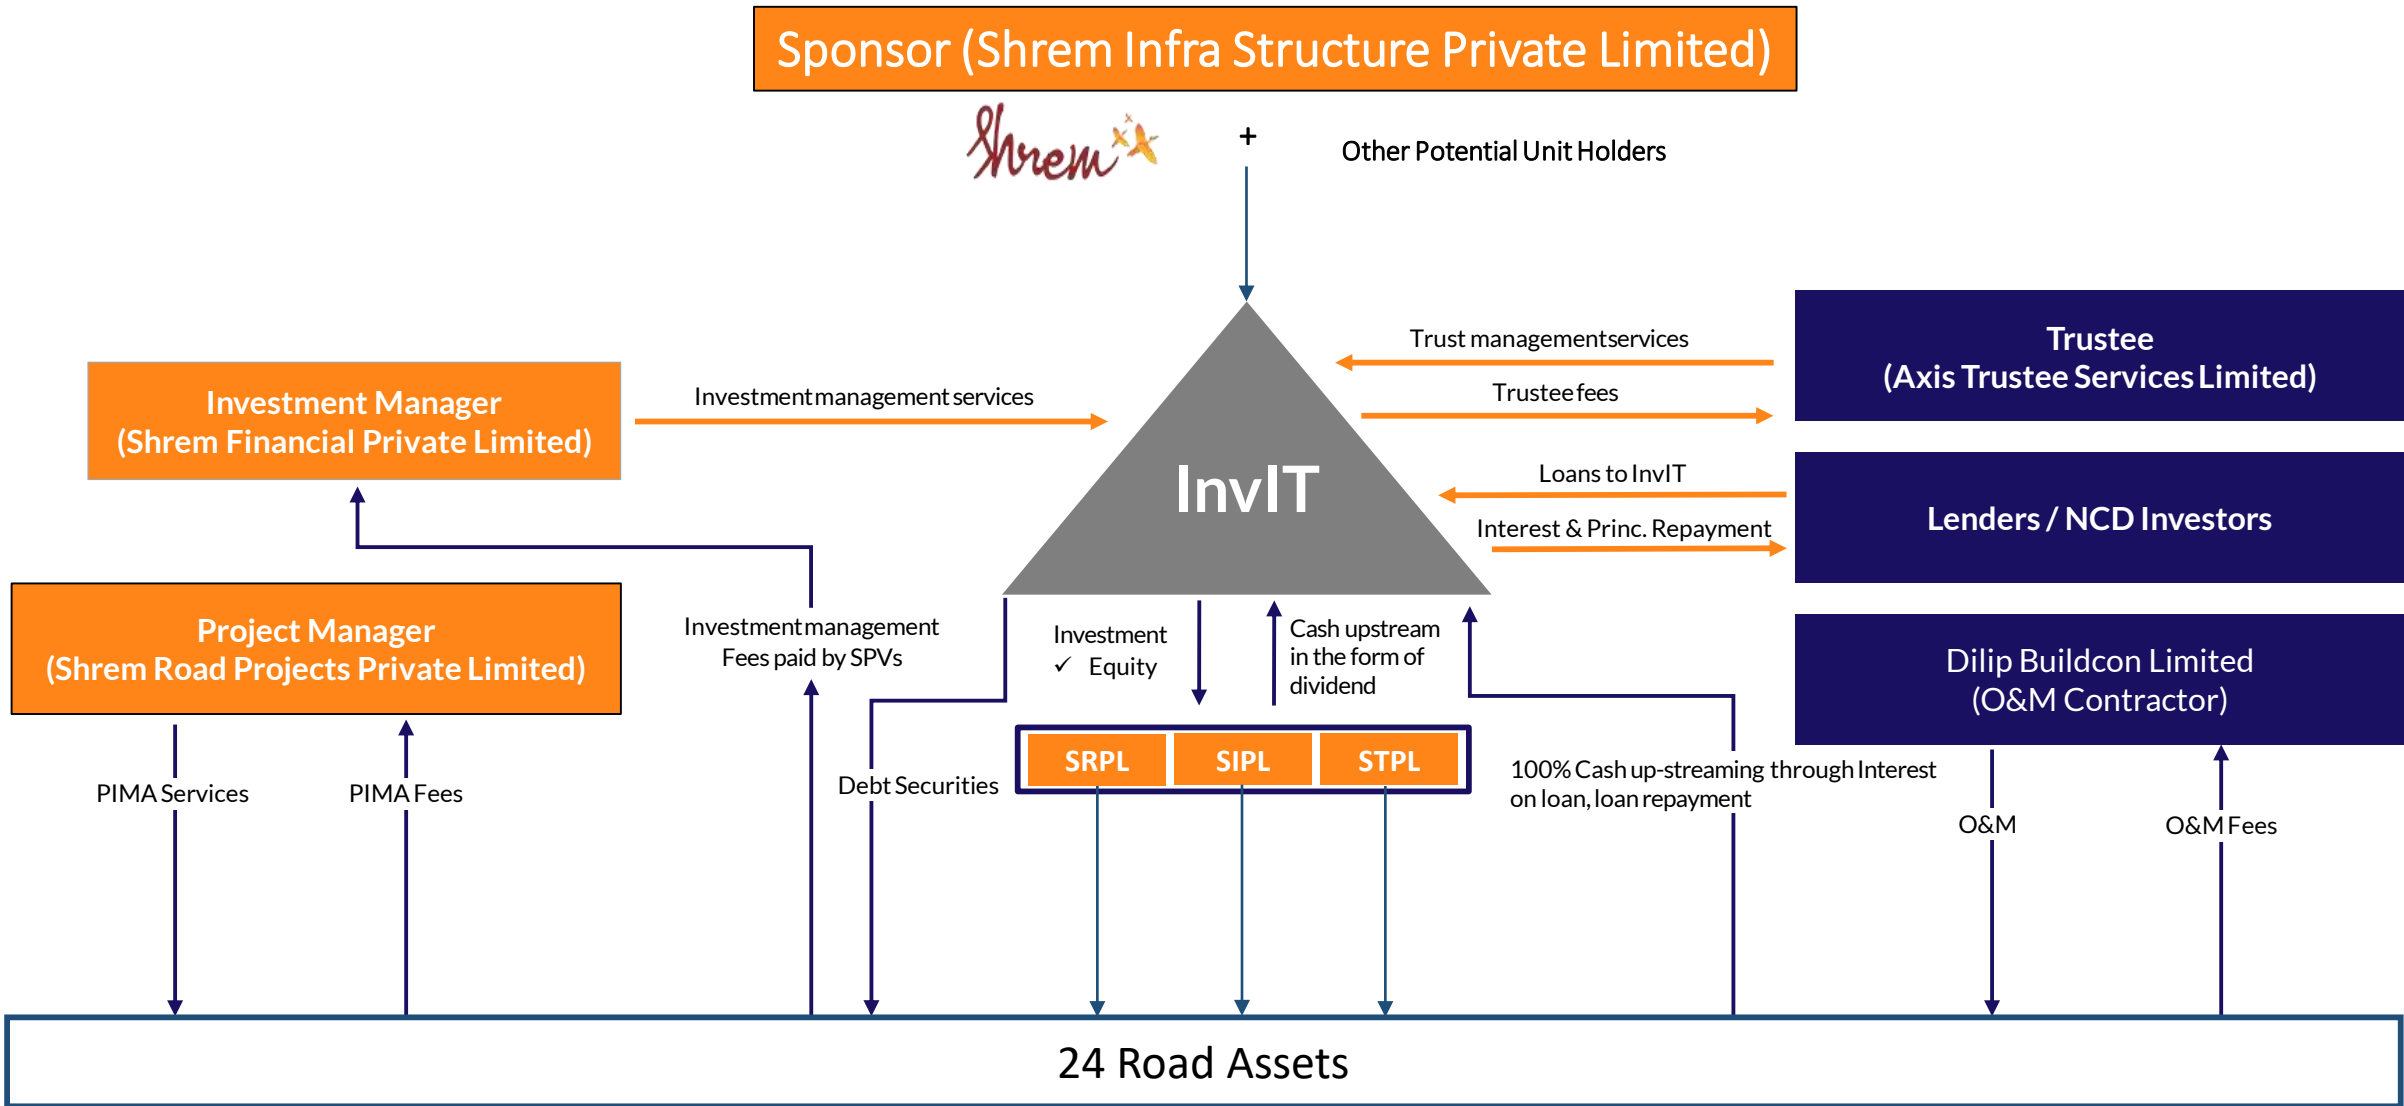 Sponsor (Shrem Infra Structure Private Limited)
Shrem
+
Other Potential Unit Holders
Trust management services
Trustee
(Axis Trustee Services Limited)
Trustee fees
Investment Manager
(Shrem Financial Private Limited)
Investment management services
InvIT
Loans to InvIT
Interest & Princ. Repayment
Lenders / NCD Investors
Project Manager
(Shrem Road Projects Private Limited)
Investment management
Fees paid by SPVs
Investment
✓ Equity
Cash upstream
in the form of
dividend
Dilip Buildcon Limited
(O&M Contractor)
SRPL
SIPL
STPL
PIMA Services
PIMA Fees
Debt Securities
100% Cash up-streaming through Interest
on loan, loan repayment
O&M
O&M Fees
24 Road Assets